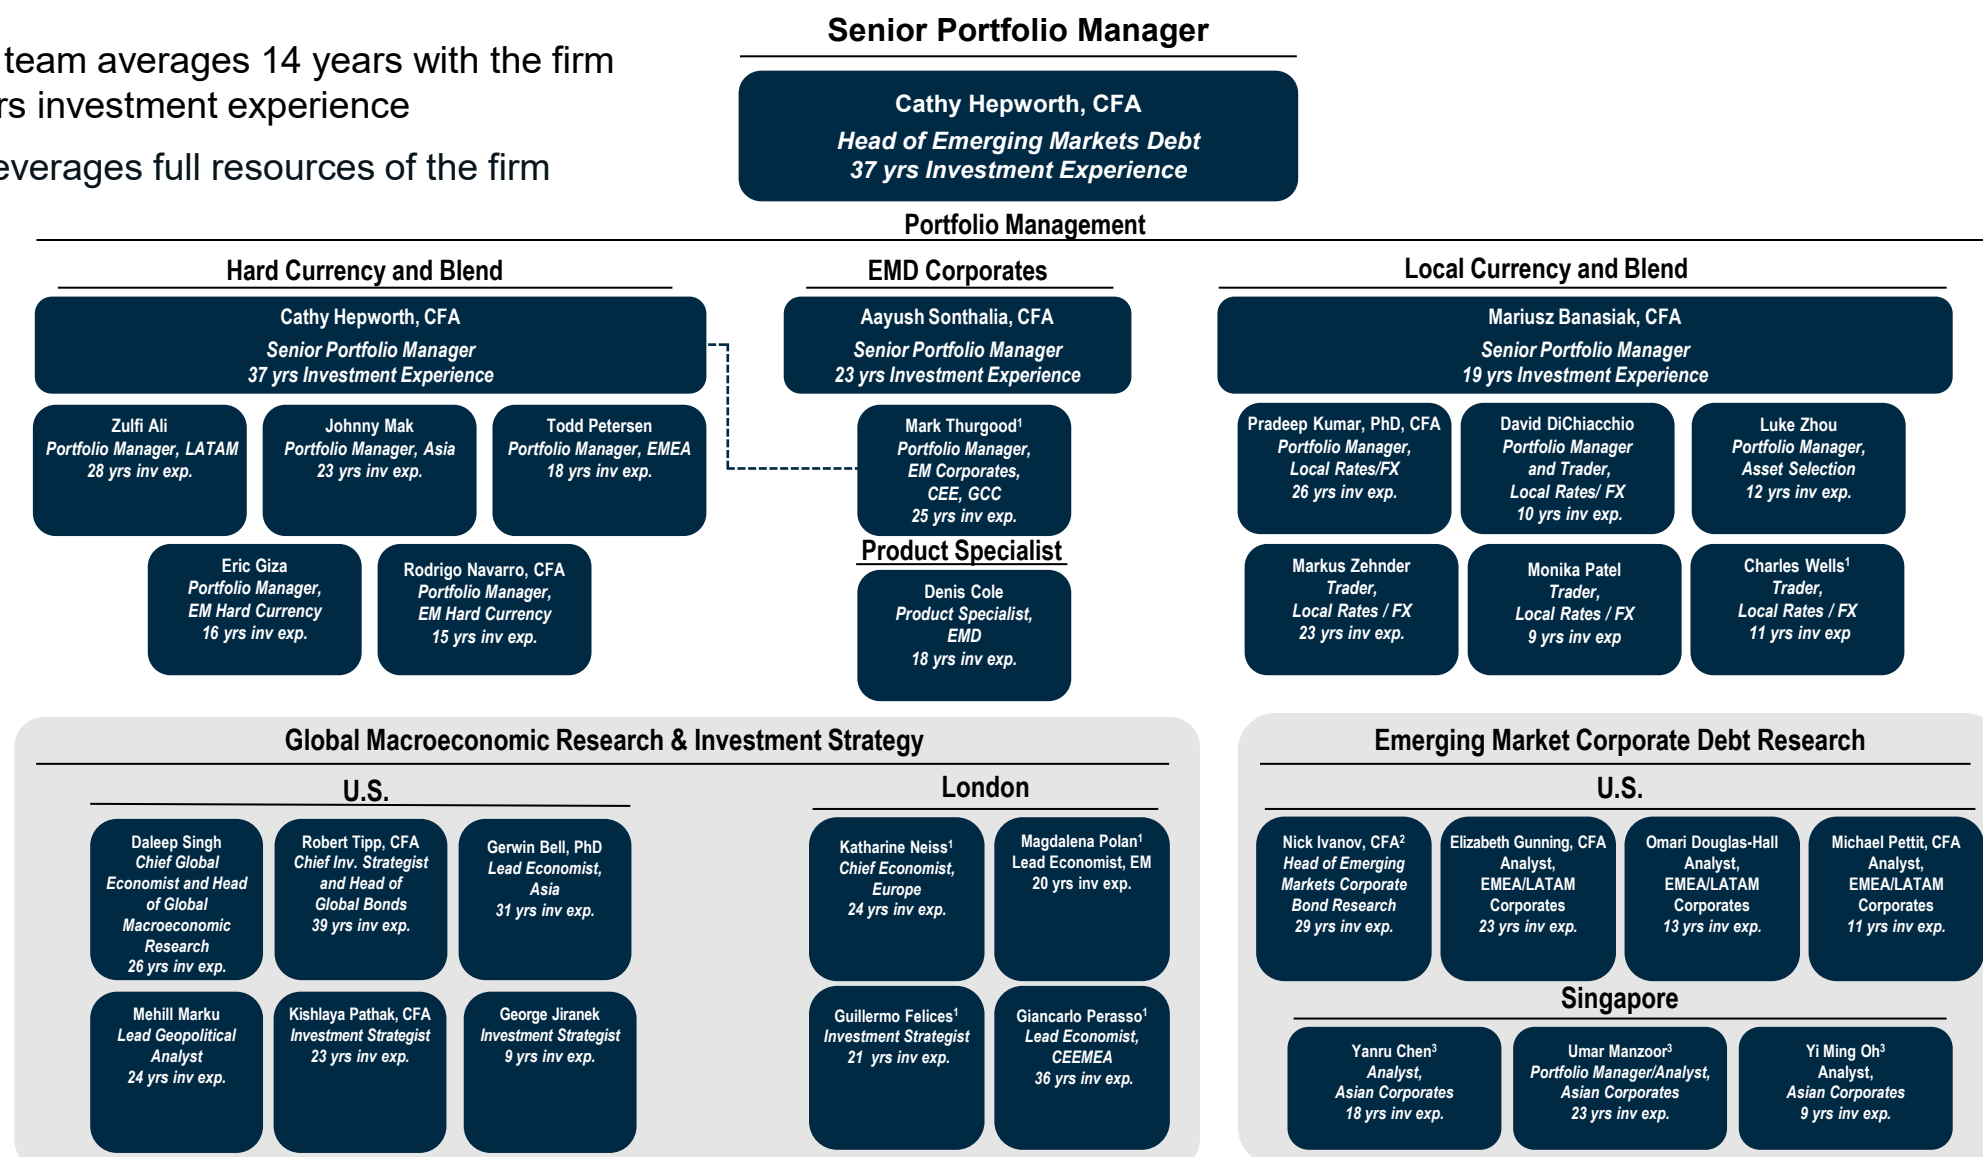 Senior Portfolio Manager
team averages 14 years with the firm
investment experience
full resources of the firm
Cathy Hepworth, CFA
Head of Emerging Markets Debt
37 yrs Investment Experience
Portfolio Management
Hard Currency and Blend
Cathy Hepworth, CFA
Senior Portfolio Manager
37 yrs Investment Experience
Zulfi Ali
Portfolio Manager, LATAM
28 yrs inv exp.
Johnny Mak
Portfolio Manager, Asia
23 yrs inv exp.
Todd Petersen
Portfolio Manager, EMEA
18 yrs inv exp.
Eric Giza
Portfolio Manager,
EM Hard Currency
16 yrs inv exp.
Rodrigo Navarro, CFA
Portfolio Manager,
EM Hard Currency
15 yrs inv exp.
EMD Corporates
Aayush Sonthalia, CFA
Senior Portfolio Manager
23 yrs Investment Experience
Mark Thurgood¹
Portfolio Manager,
EM Corporates,
CEE, GCC
25 yrs inv exp.
Product Specialist
Denis Cole
Product Specialist,
EMD
18 yrs inv exp.
Local Currency and Blend
Mariusz Banasiak, CFA
Senior Portfolio Manager
19 yrs Investment Experience
Pradeep Kumar, PhD, CFA
Portfolio Manager,
Local Rates/FX
26 yrs inv exp.
David DiChiacchio
Portfolio Manager
and Trader,
Local Rates/ FX
10 yrs inv exp.
Luke Zhou
Portfolio Manager,
Asset Selection
12 yrs inv exp.
Markus Zehnder
Trader,
Local Rates / FX
23 yrs inv exp.
Monika Patel
Trader,
Local Rates / FX
9 yrs inv exp
Charles Wells¹
Trader,
Local Rates / FX
11 yrs inv exp
Global Macroeconomic Research & Investment Strategy
U.S.
Daleep Singh
Chief Global
Economist and Head
of Global
Macroeconomic
Research
26 yrs inv exp.
Robert Tipp, CFA
Chief Inv. Strategist
and Head of
Global Bonds
39 yrs inv exp.
Gerwin Bell, PhD
Lead Economist,
Asia
31 yrs inv exp.
Mehill Marku
Lead Geopolitical
Analyst
24 yrs inv exp.
Kishlaya Pathak, CFA
Investment Strategist
23 yrs inv exp.
George Jiranek
Investment Strategist
9 yrs inv exp.
London
Katharine Neiss¹
Chief Economist,
Europe
24 yrs inv exp.
Magdalena Polan¹
Lead Economist, EM
20 yrs inv exp.
Guillermo Felices¹
Investment Strategist
21 yrs inv exp.
Giancarlo Perasso¹
Lead Economist,
CEEMEA
36 yrs inv exp.
Emerging Market Corporate Debt Research
U.S.
Nick Ivanov, CFA²
Head of Emerging
Markets Corporate
Bond Research
29 yrs inv exp.
Elizabeth Gunning, CFA
Analyst,
EMEA/LATAM
Corporates
23 yrs inv exp.
Omari Douglas-Hall
Analyst,
EMEA/LATAM
Corporates
13 yrs inv exp.
Michael Pettit, CFA
Analyst,
EMEA/LATAM
Corporates
11 yrs inv exp.
Singapore
Yanru Chen³
Analyst,
Asian Corporates
18 yrs inv exp.
Umar Manzoor³
Portfolio Manager/Analyst,
Asian Corporates
23 yrs inv exp.
Yi Ming Oh³
Analyst,
Asian Corporates
9 yrs inv exp.